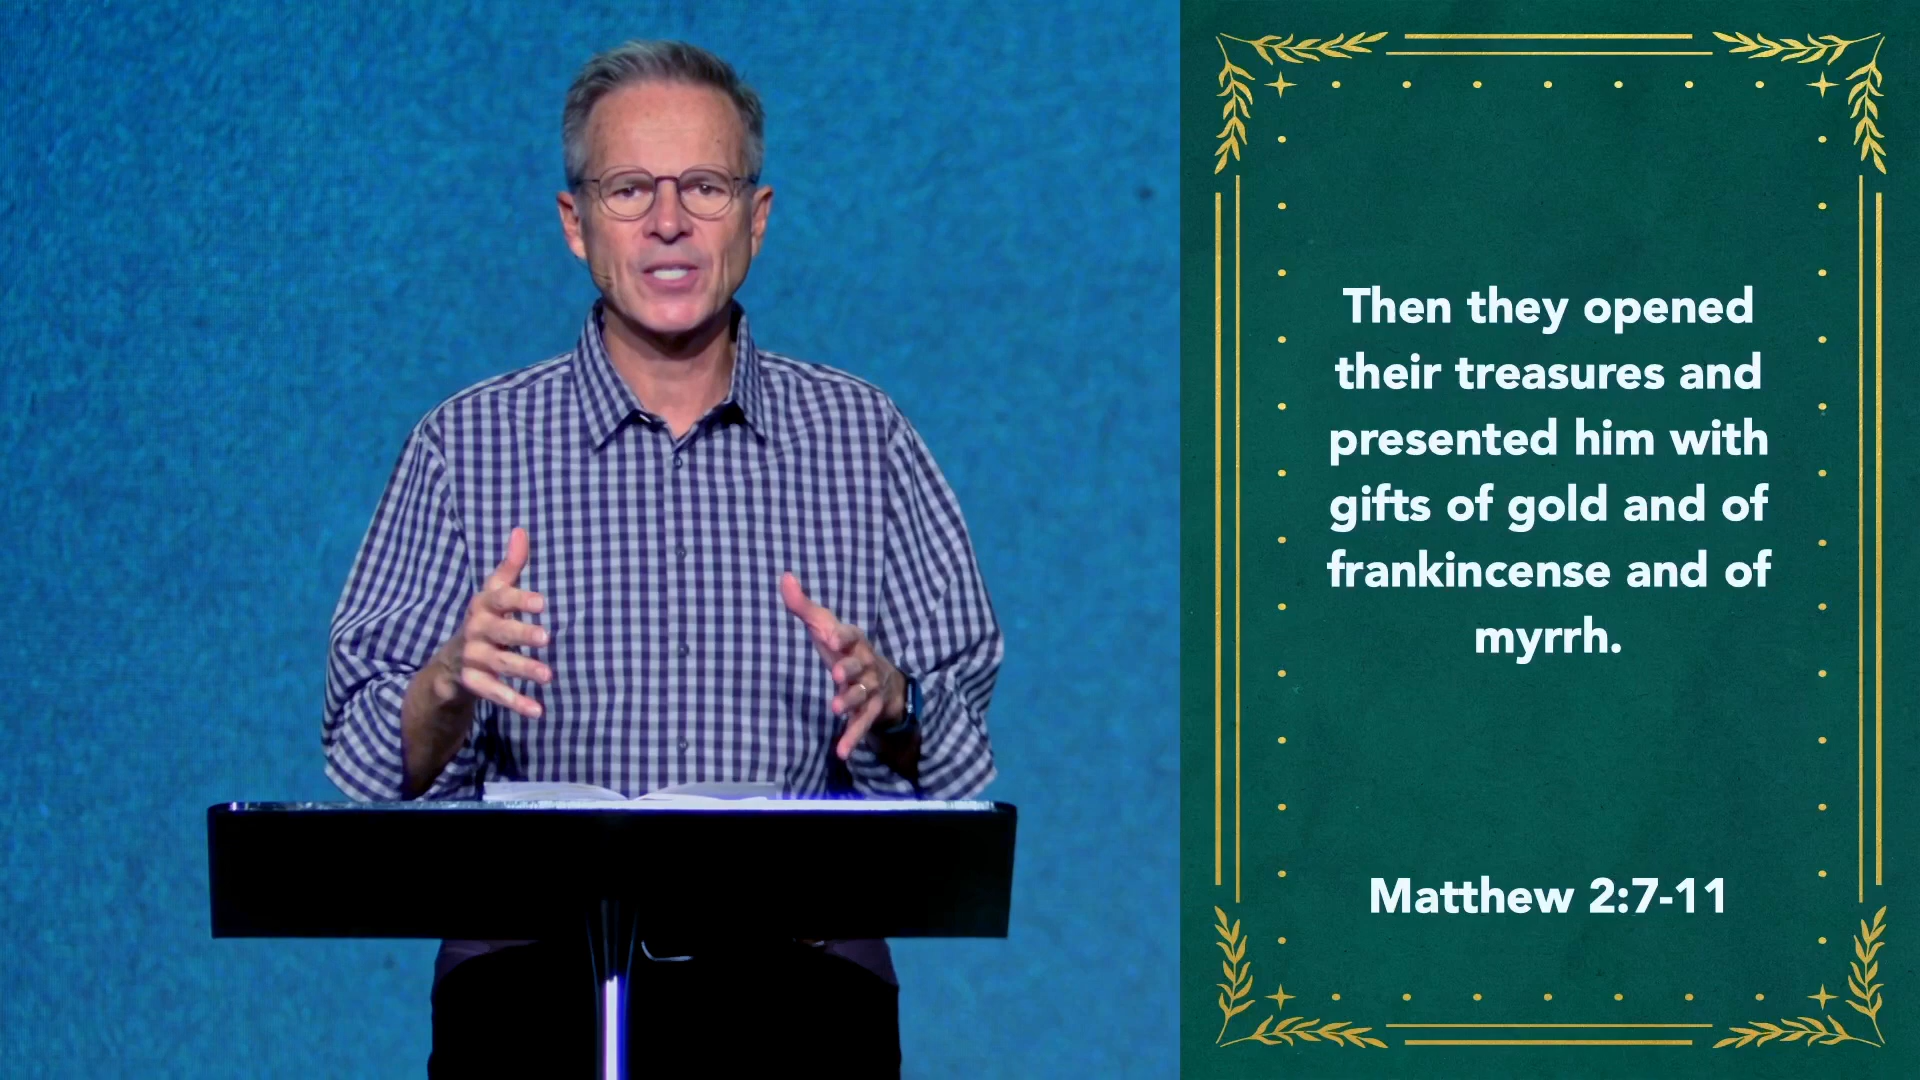 Then they opened
their treasures and
presented him with
gifts of gold and of
frankincense and of
myrrh.
Matthew 2:7-11